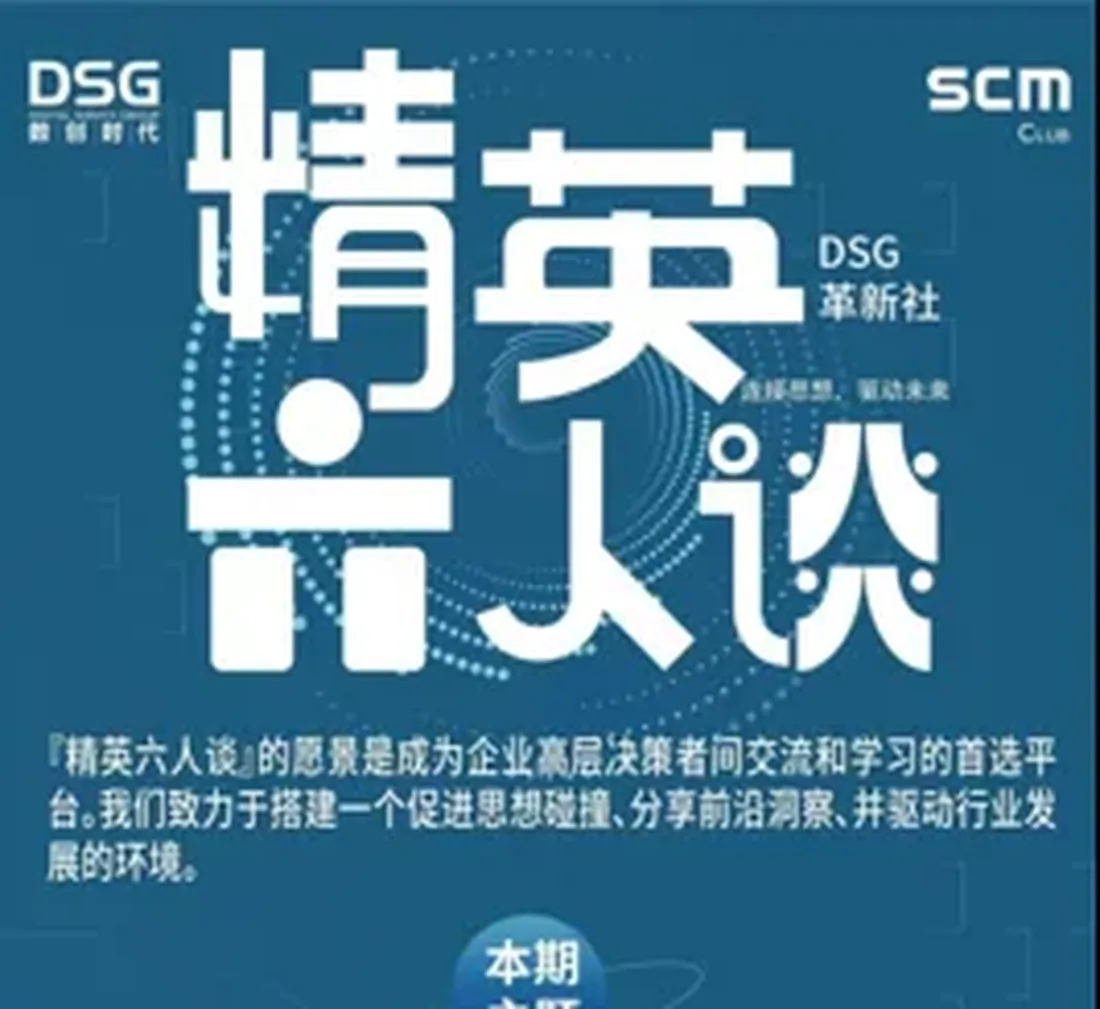 DSG
数创时代
SCM
CLUB
精英
DSG
革新社
连接思想，驱动未来
六人谈
『精英六人谈』的愿景是成为企业高层决策者间交流和学习的首选平
台。我们致力于搭建一个促进思想碰撞、分享前沿洞察、并驱动行业发
展的环境。
本期